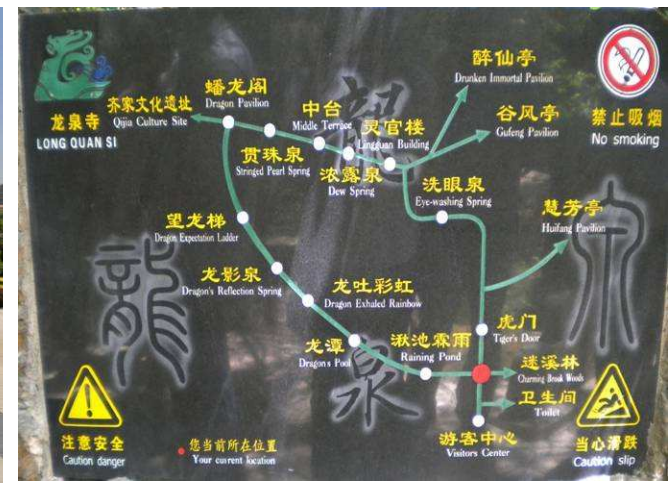 醉仙亭
Drunken Immortal Pavilion
蟠龙阁
Dragon Pavilion
齐家文化遗址
Qijia Culture Site
中台
Middle Terrace
灵官楼
Lingguan Building
谷风亭
Gufeng Pavilion
龙泉寺
LONG QUAN SI
禁止吸烟
No smoking
贯珠泉
Stringed Pearl Spring
浓露泉
Dew Spring
洗眼泉
Eye-washing Spring
望龙梯
Dragon Expectation Ladder
慧芳亭
Huifang Pavilion
龙影泉
Dragon's Reflection Spring
龙吐彩虹
Dragon Exhaled Rainbow
龙潭
Dragon's Pool
湫池霖雨
Raining Pond
虎门
Tiger's Door
迷溪林
Charming Brook Woods
卫生间
Toilet
游客中心
Visitors Center
注意安全
Caution danger
您当前所在位置
Your current location
当心滑跌
Caution slip
龍
泉
龍
泉